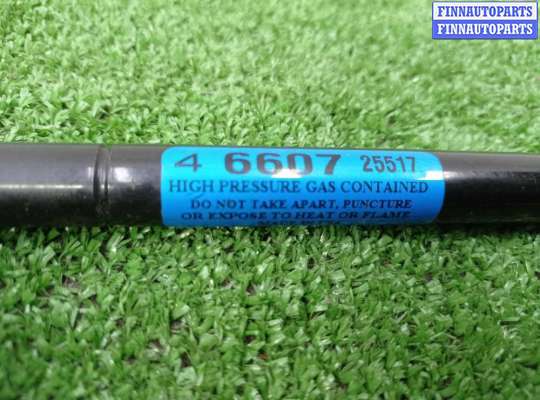 FINNAUTOPARTS
FINNAUTOPARTS
4 6607 25517
HIGH PRESSURE GAS CONTAINED
DO NOT TAKE APART, PUNCTURE
OR EXPOSE TO HEAT OR FLAME